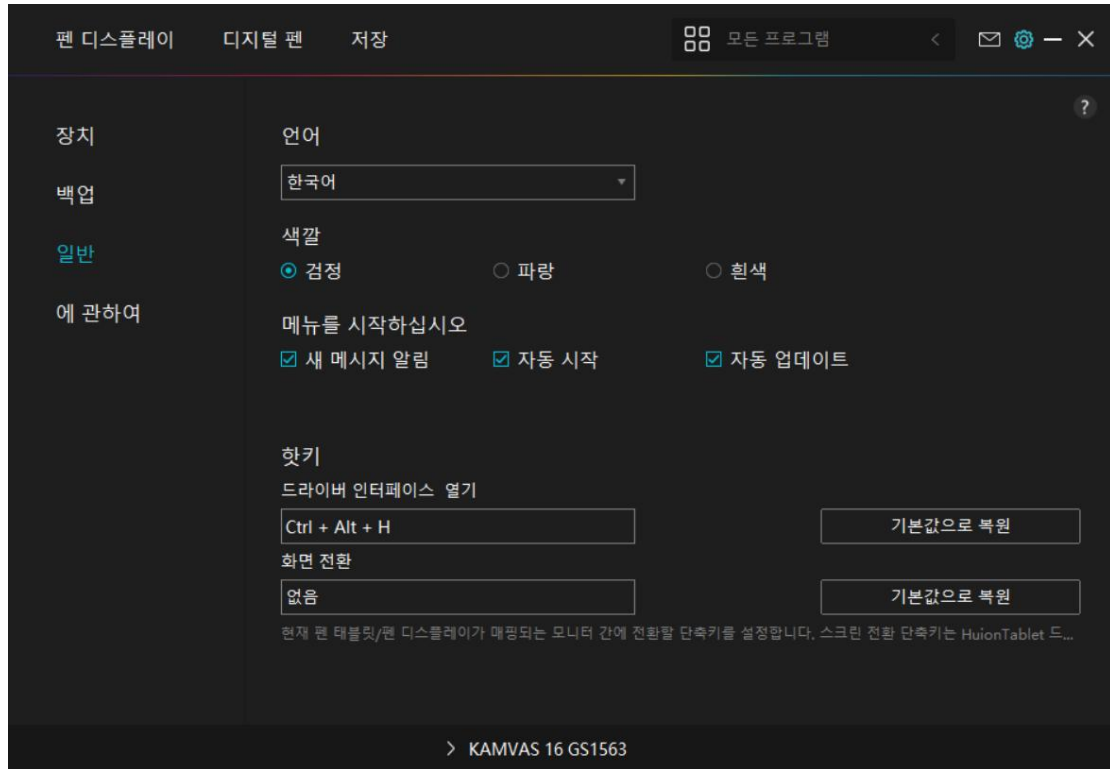 펜 디스플레이 디지털 펜 저장 모든 프로그램
?
장치
백업
일반
에 관하여
언어
한국어
색깔
검정 파랑 흰색
메뉴를 시작하십시오
새 메시지 알림 자동 시작 자동 업데이트
핫키
드라이버 인터페이스 열기
Ctrl + Alt + H 기본값으로 복원
화면 전환
없음 기본값으로 복원
현재 펜 태블릿/펜 디스플레이가 매핑되는 모니터 간에 전환할 단축키를 설정합니다. 스크린 전환 단축키는 HuionTablet 드...
KAMVAS 16 GS1563